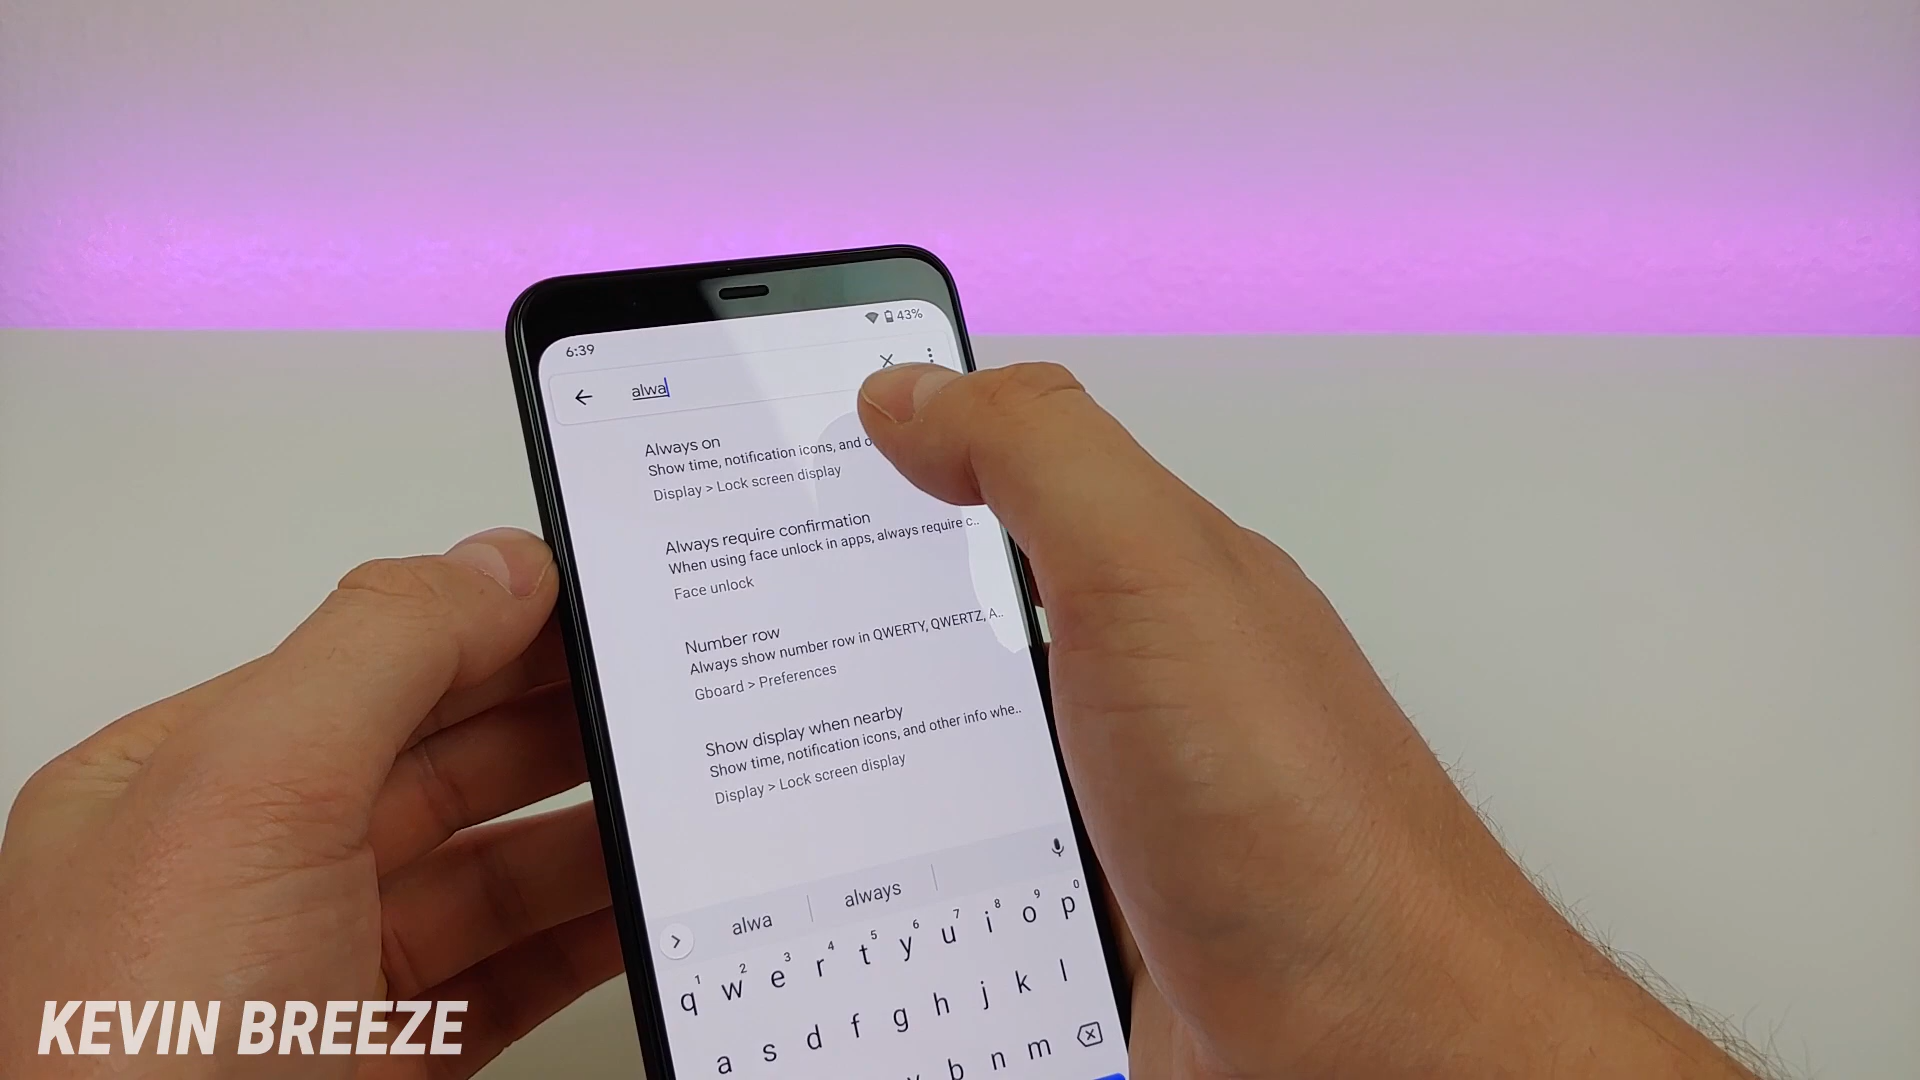 6:39
43%
alwa
Always on
Show time, notification icons, and o
Display > Lock screen display
Always require confirmation
When using face unlock in apps, always require c..
Face unlock
Number row
Always show number row in QWERTY, QWERTZ, A..
Gboard > Preferences
Show display when nearby
Show time, notification icons, and other info whe..
Display > Lock screen display
alwa always
1 2 3 4 5 6 7 8 9 0
q w e r t y u i o p
a s d f g h j k l
v b n m
KEVIN BREEZE